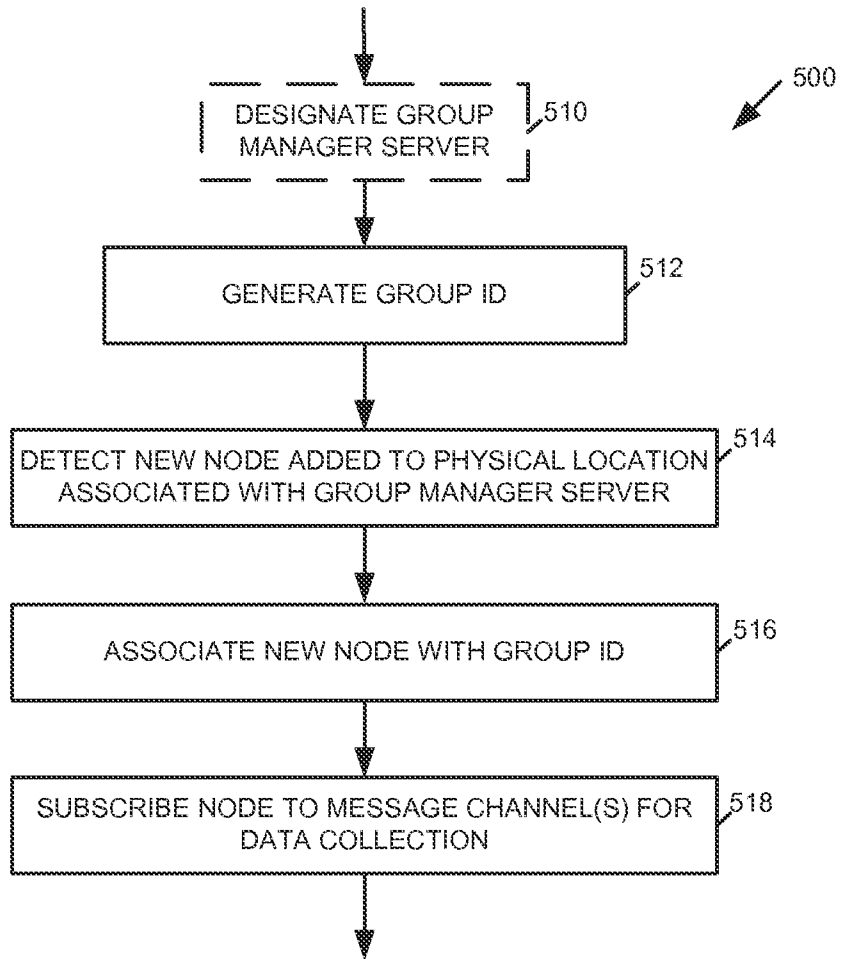 500
DESIGNATE GROUP
MANAGER SERVER
510
GENERATE GROUP ID
512
DETECT NEW NODE ADDED TO PHYSICAL LOCATION
ASSOCIATED WITH GROUP MANAGER SERVER
514
ASSOCIATE NEW NODE WITH GROUP ID
516
SUBSCRIBE NODE TO MESSAGE CHANNEL(S) FOR
DATA COLLECTION
518